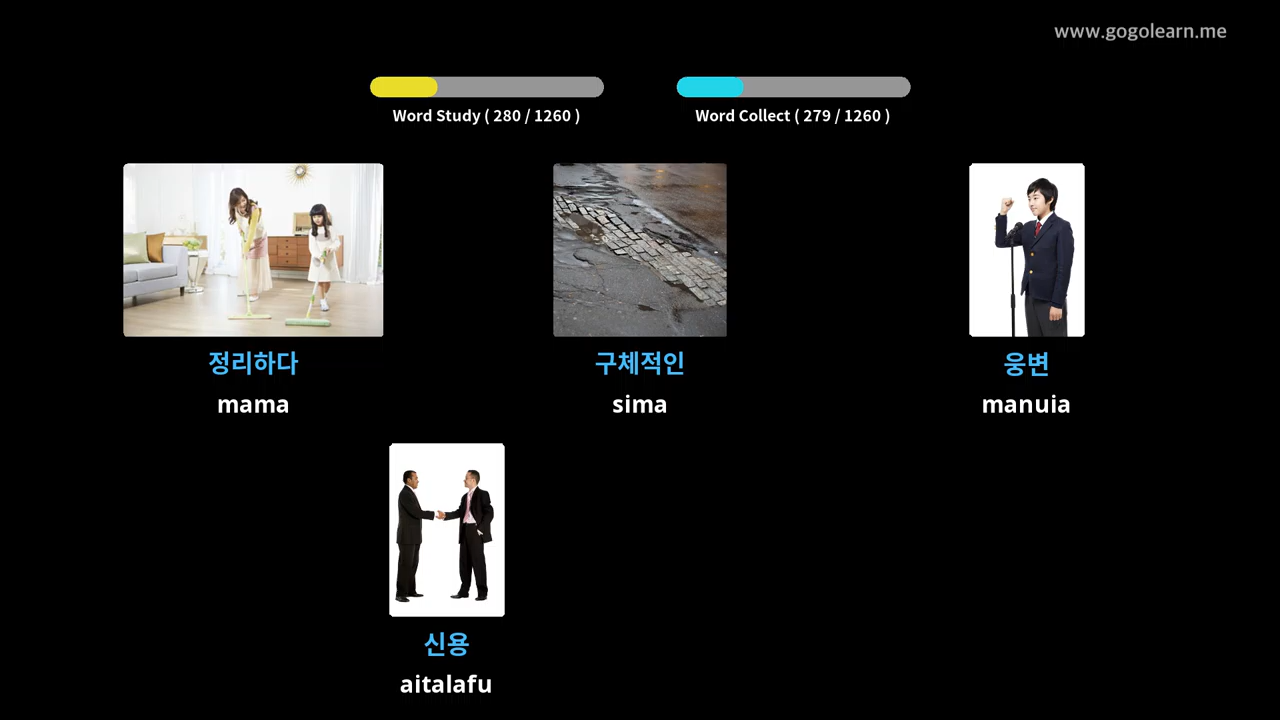 www.gogolearn.me
Word Study ( 280 / 1260 )
Word Collect ( 279 / 1260 )
정리하다
mama
구체적인
sima
웅변
manuia
신용
aitalafu